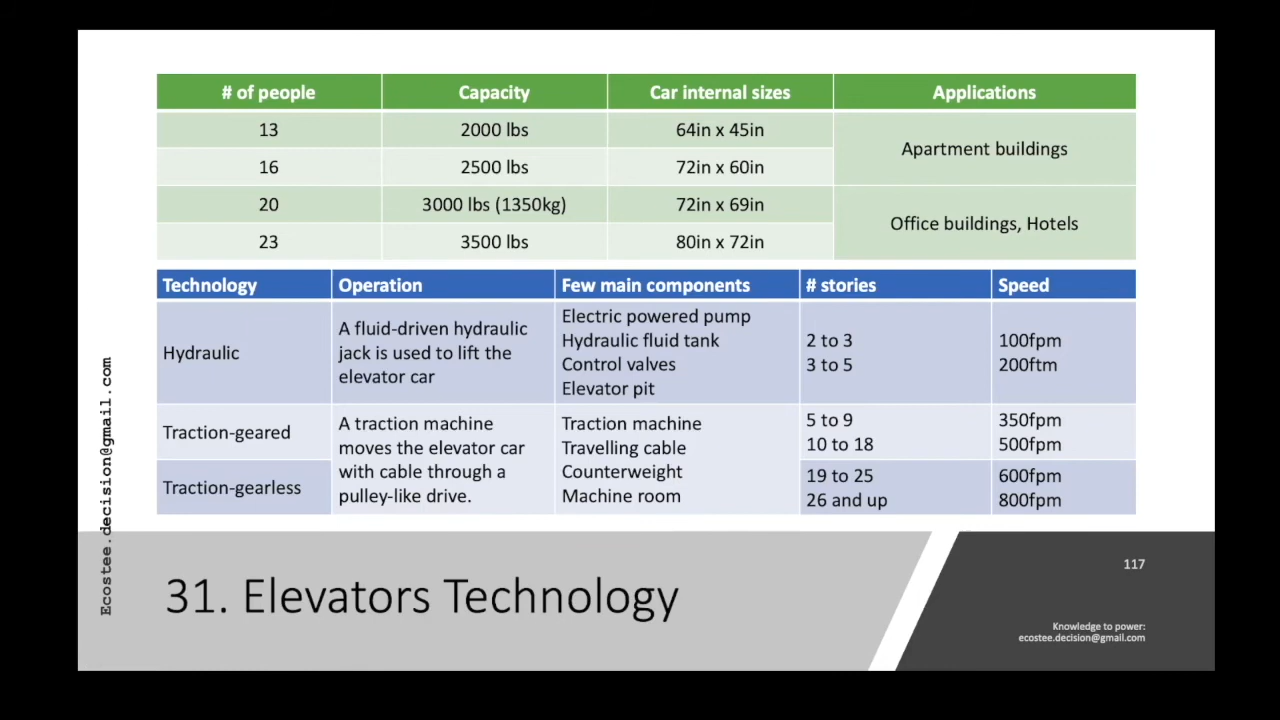 # of people Capacity Car internal sizes Applications
13 2000 lbs 64in x 45in Apartment buildings
16 2500 lbs 72in x 60in
20 3000 lbs (1350kg) 72in x 69in Office buildings, Hotels
23 3500 lbs 80in x 72in
Technology Operation Few main components # stories Speed
Hydraulic
A fluid-driven hydraulic
jack is used to lift the
elevator car
Electric powered pump
Hydraulic fluid tank
Control valves
Elevator pit
2 to 3 100fpm
3 to 5 200ftm
Traction-geared
Traction-gearless
A traction machine
moves the elevator car
with cable through a
pulley-like drive.
Traction machine
Travelling cable
Counterweight
Machine room
5 to 9 350fpm
10 to 18 500fpm
19 to 25 600fpm
26 and up 800fpm
Ecostee.decision@gmail.com
31. Elevators Technology
117
Knowledge to power:
ecostee.decision@gmail.com